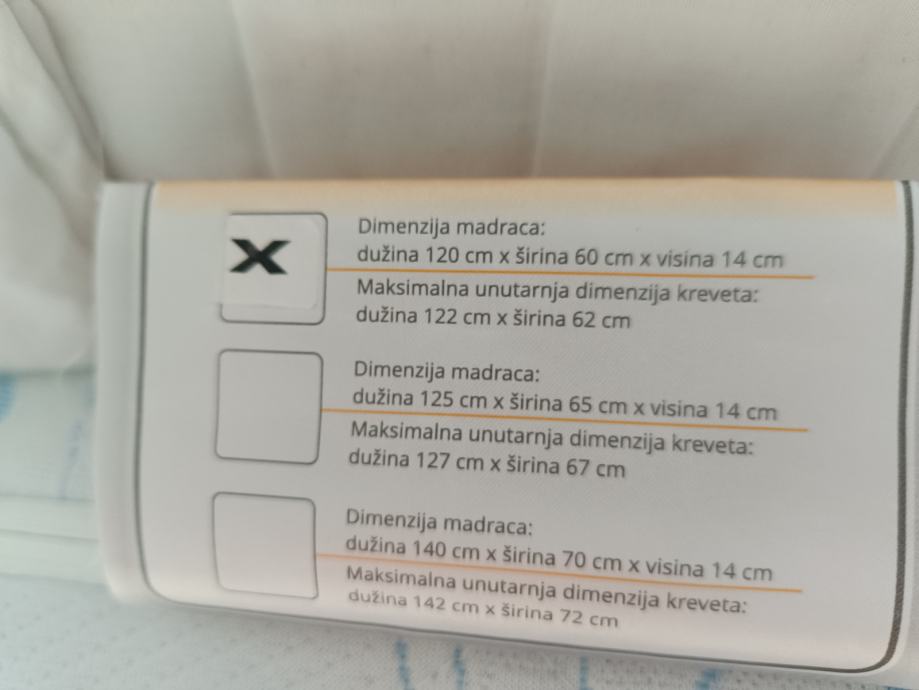 X
Dimenzija madraca:
dužina 120 cm x širina 60 cm x visina 14 cm
Maksimalna unutarnja dimenzija kreveta:
dužina 122 cm x širina 62 cm
Dimenzija madraca:
dužina 125 cm x širina 65 cm x visina 14 cm
Maksimalna unutarnja dimenzija kreveta:
dužina 127 cm x širina 67 cm
Dimenzija madraca:
dužina 140 cm x širina 70 cm x visina 14 cm
Maksimalna unutarnja dimenzija kreveta:
dužina 142 cm x širina 72 cm